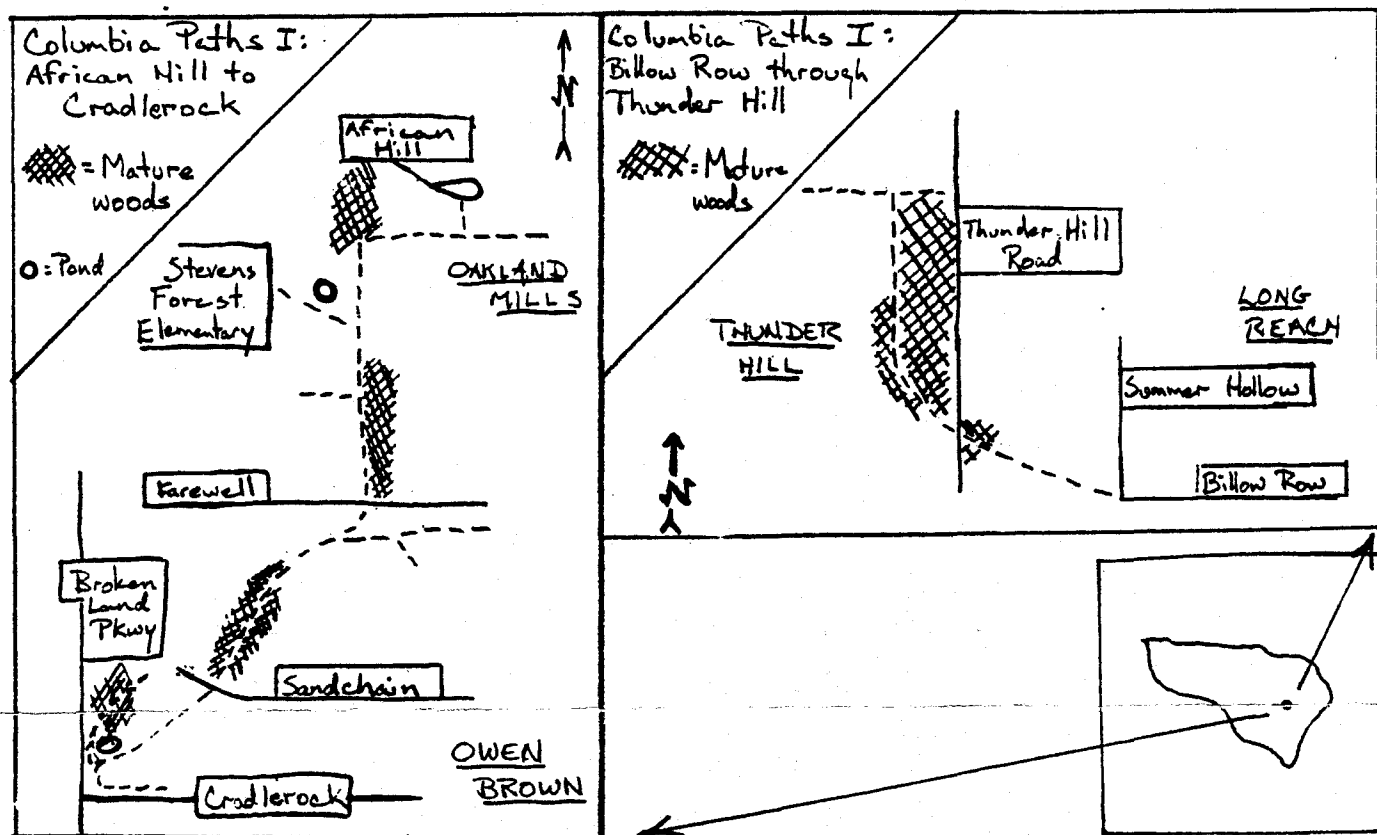 Columbia Paths I:
African Hill to
Cradlerock
= Mature
woods
O = Pond
N
African
Hill
Stevens
Forest
Elementary
OAKLAND
MILLS
Farewell
Broken
Land
Pkwy
Sandchain
OWEN
BROWN
Cradlerock
Columbia Paths I:
Billow Row through
Thunder Hill
= Mature
woods
Thunder Hill
Road
THUNDER
HILL
LONG
REACH
Summer Hollow
Billow Row
N